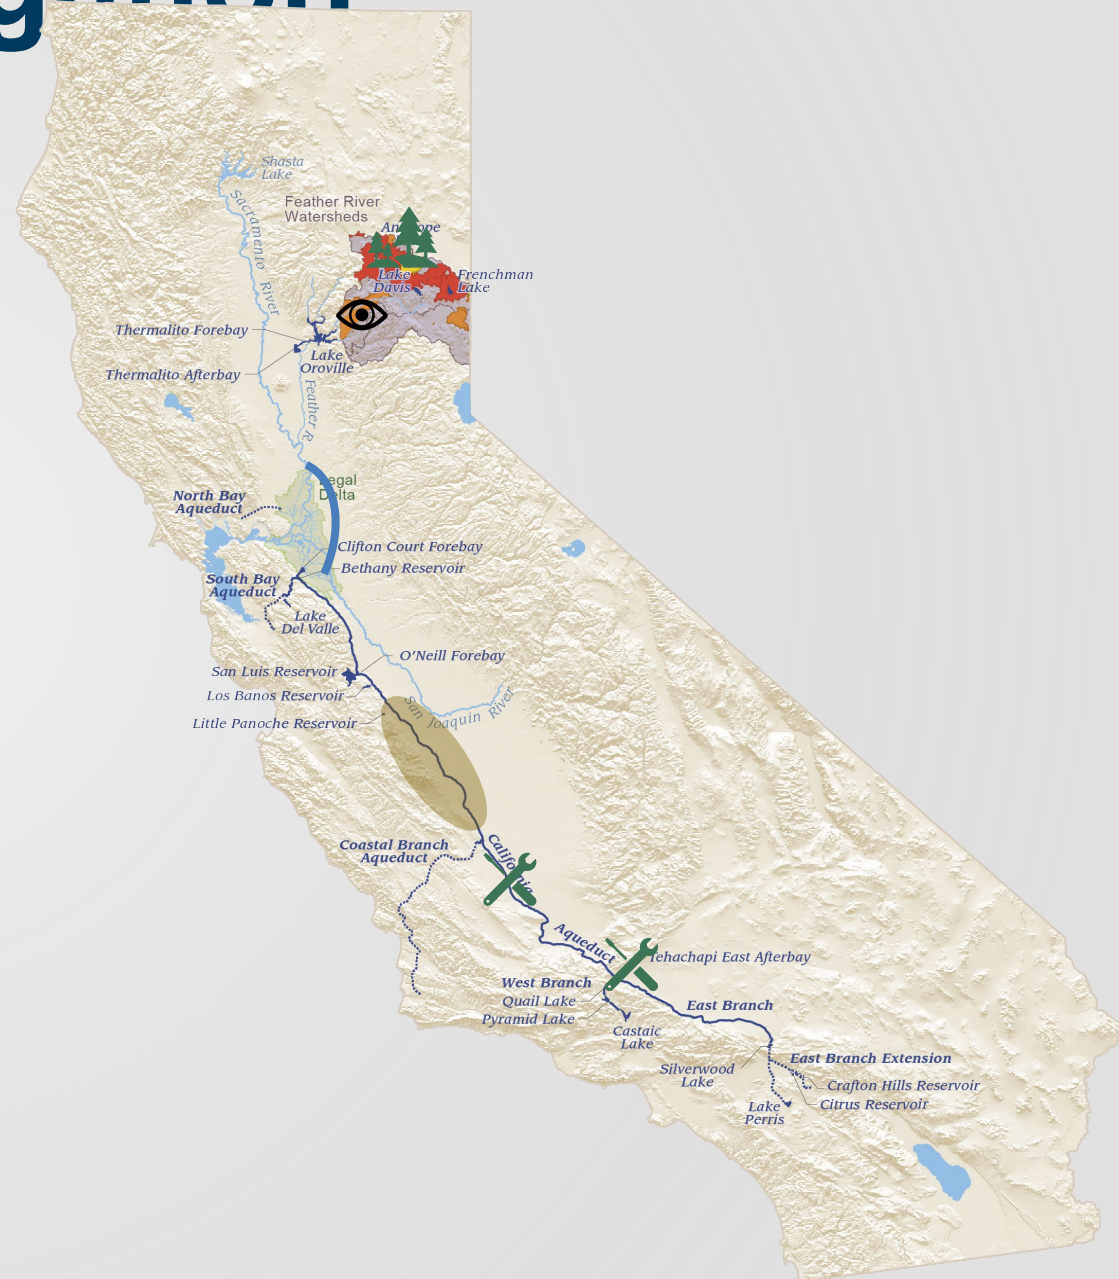 Shasta
Lake
Sacramento River
Feather River
Watersheds
Lake
Davis
Frenchman
Lake
Thermalito Forebay
Lake
Oroville
Thermalito Afterbay
Feather R
Delta
North Bay
Aqueduct
Clifton Court Forebay
Bethany Reservoir
South Bay
Aqueduct
Lake
Del Valle
O'Neill Forebay
San Luis Reservoir
Los Banos Reservoir
Little Panoche Reservoir
San Joaquin River
Coastal Branch
Aqueduct
California Aqueduct
Tehachapi East Afterbay
West Branch
Quail Lake
Pyramid Lake
Castaic
Lake
East Branch
Silverwood
Lake
East Branch Extension
Crafton Hills Reservoir
Citrus Reservoir
Lake
Perris